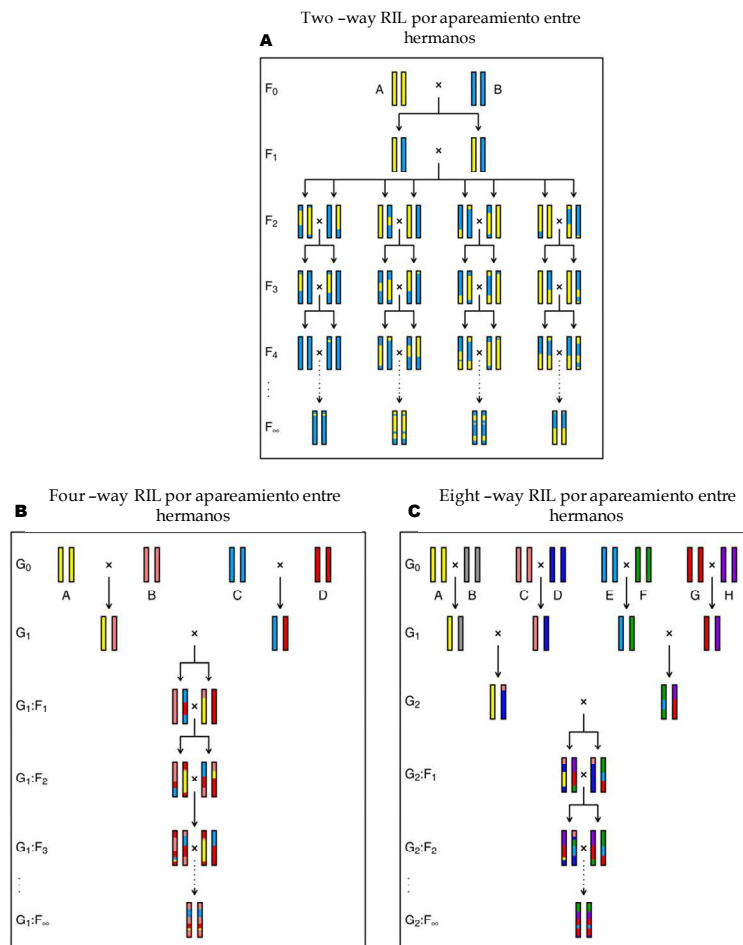 Two –way RIL por apareamiento entre
hermanos
A
F0
A × B
F1
×
F2
× × × ×
F3
× × × ×
F4
× × × ×
...
F∞
Four –way RIL por apareamiento entre
hermanos
B
G0
× ×
A B C D
G1
×
G1:F1
×
G1:F2
×
G1:F3
×
...
G1:F∞
Eight –way RIL por apareamiento entre
hermanos
C
G0
× × × ×
A B C D E F G H
G1
× ×
G2
×
G2:F1
×
G2:F2
×
...
G2:F∞